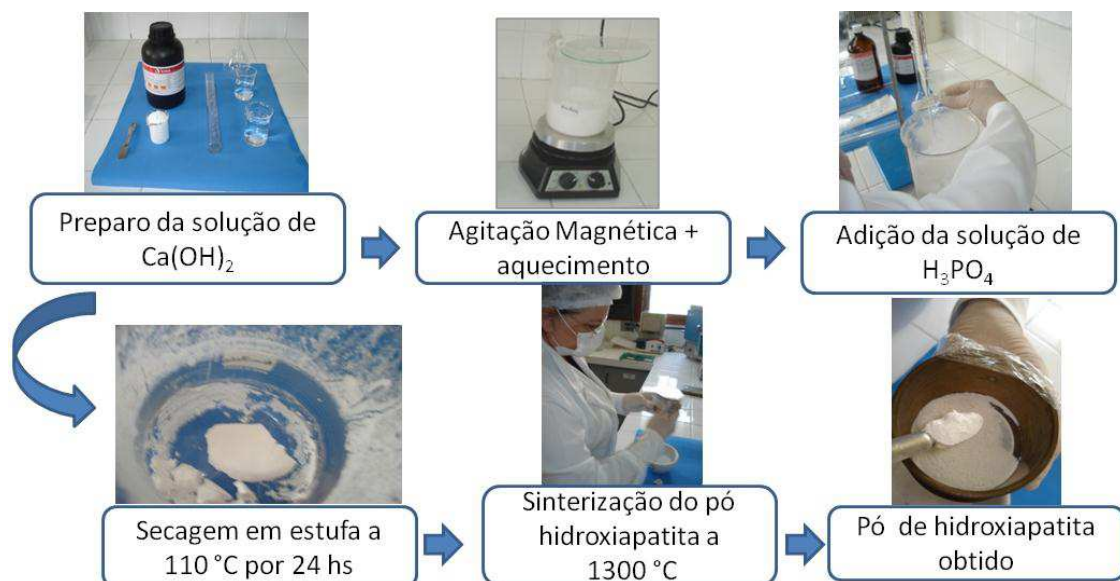 Preparo da solução de
Ca(OH)₂
Agitação Magnética +
aquecimento
Adição da solução de
H₃PO₄
Secagem em estufa a
110 °C por 24 hs
Sinterização do pó
hidroxiapatita a
1300 °C
Pó de hidroxiapatita
obtido